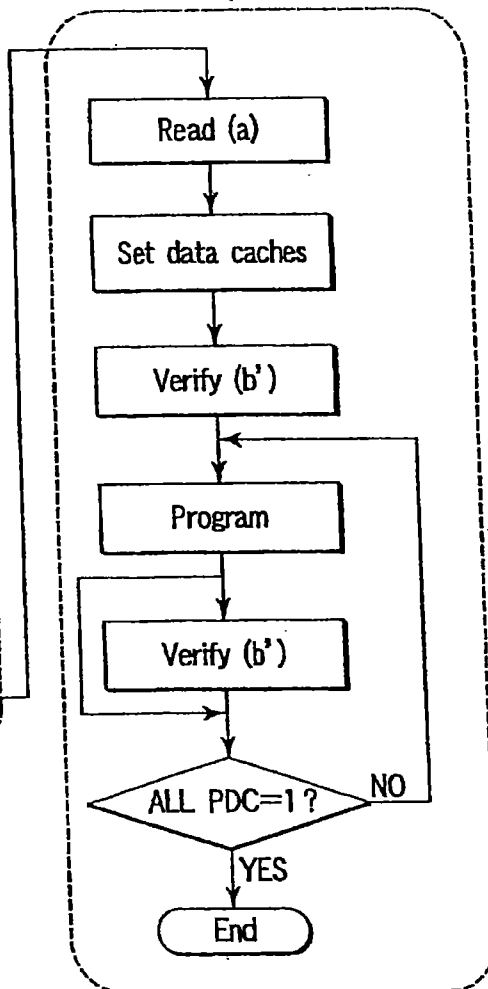 Read (a)
Set data caches
Verify (b')
Program
Verify (b')
ALL PDC=1?
NO
YES
End